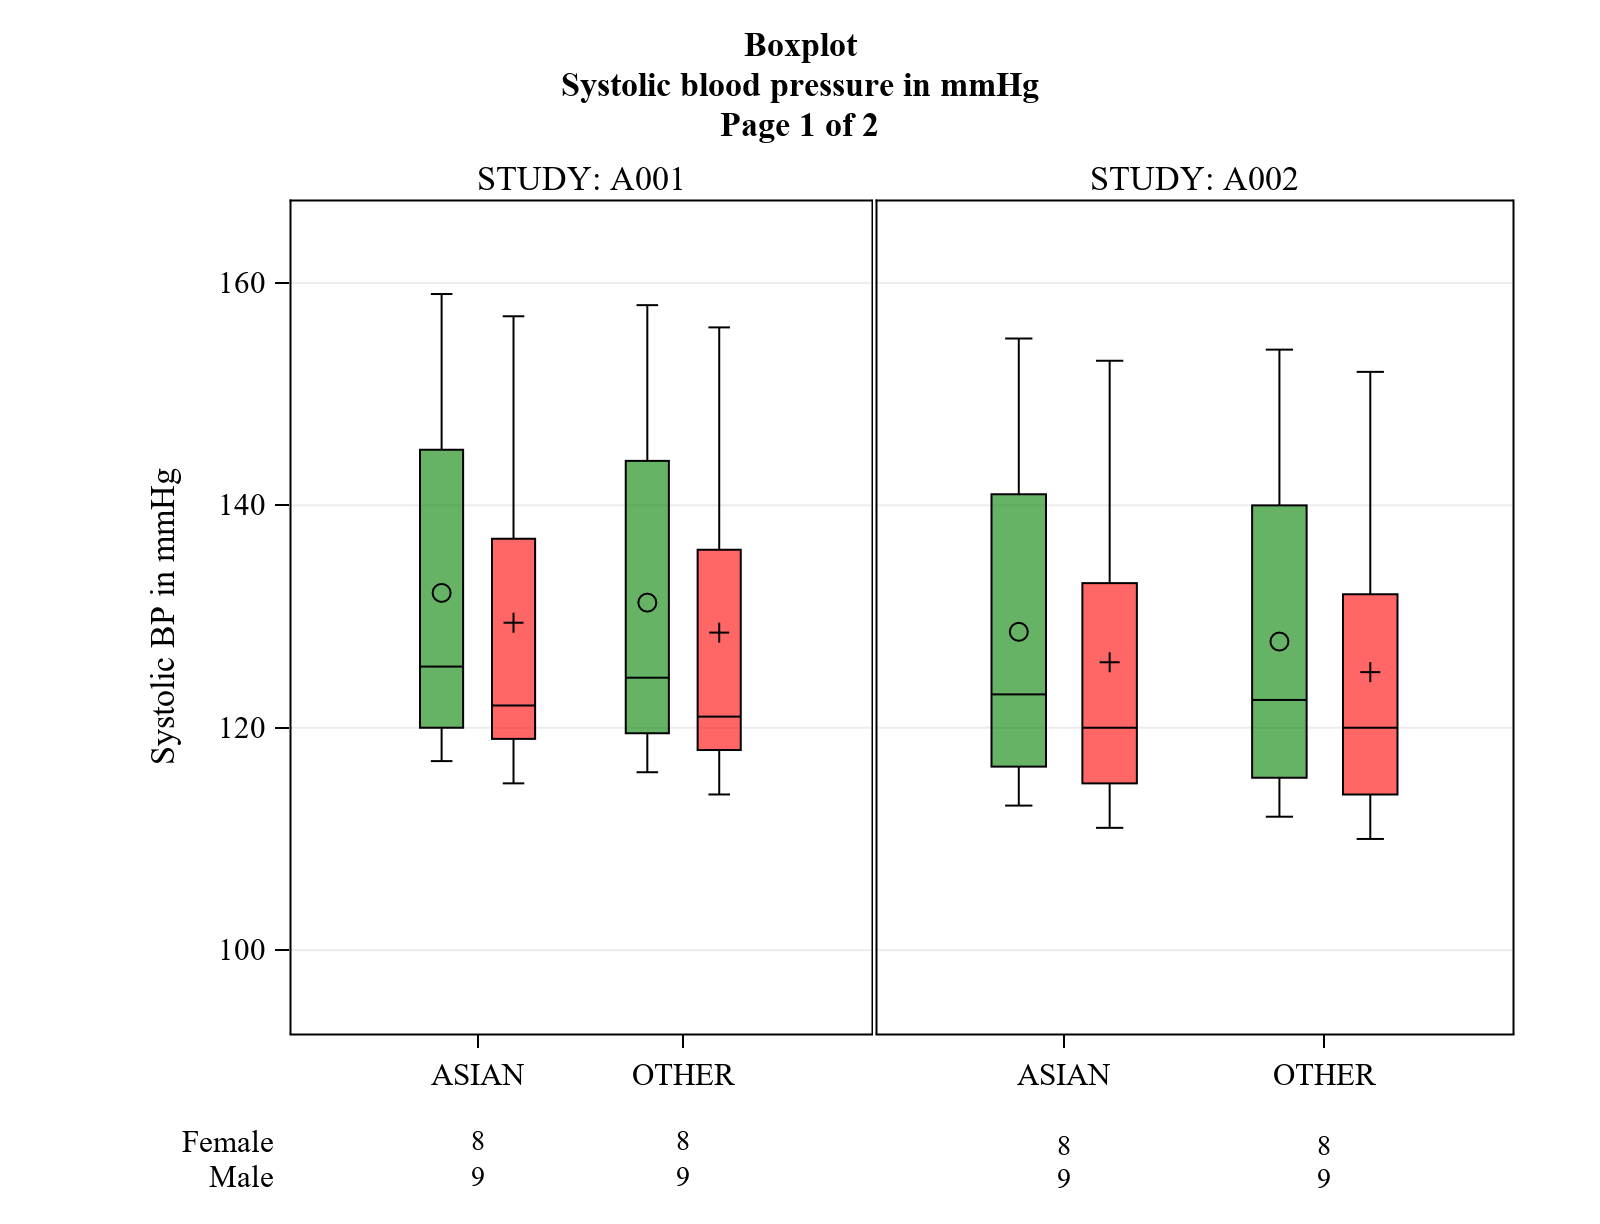 Boxplot
Systolic blood pressure in mmHg
Page 1 of 2
STUDY: A001 STUDY: A002
Systolic BP in mmHg
160
140
120
100
ASIAN OTHER ASIAN OTHER
Female 8 8 8 8
Male 9 9 9 9